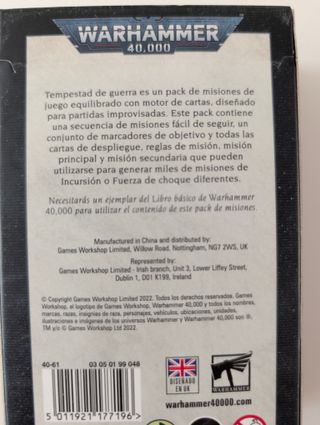 WARHAMMER
40,000
Tempestad de guerra es un pack de misiones de
juego equilibrado con motor de cartas, diseñado
para partidas improvisadas. Este pack contiene
una secuencia de misiones fácil de seguir, un
conjunto de marcadores de objetivo y todas las
cartas de despliegue, reglas de misión, misión
principal y misión secundaria que pueden
utilizarse para generar miles de misiones de
Incursión o Fuerza de choque diferentes.
Necesitarás un ejemplar del Libro básico de Warhammer
40,000 para utilizar el contenido de este pack de misiones.
Manufactured in China and distributed by:
Games Workshop Limited, Willow Road, Nottingham, NG7 2WS, UK
Represented by:
Games Workshop Limited - Irish branch, Unit 3, Lower Liffey Street,
Dublin 1, D01 K199, Ireland
© Copyright Games Workshop Limited 2022. Todos los derechos reservados. Games
Workshop, el logotipo de Games Workshop, Warhammer 40,000 y todos los nombres,
marcas, razas, insignias de raza, personajes, vehículos, ubicaciones, unidades,
ilustraciones e imágenes de los universos Warhammer y Warhammer 40,000 son ®,
TM y/o © Games Workshop Ltd 2022.
40-61 03 05 01 99 048
DISEÑADO
EN UK
WARHAMMER
warhammer40000.com
5 011921 177196 >